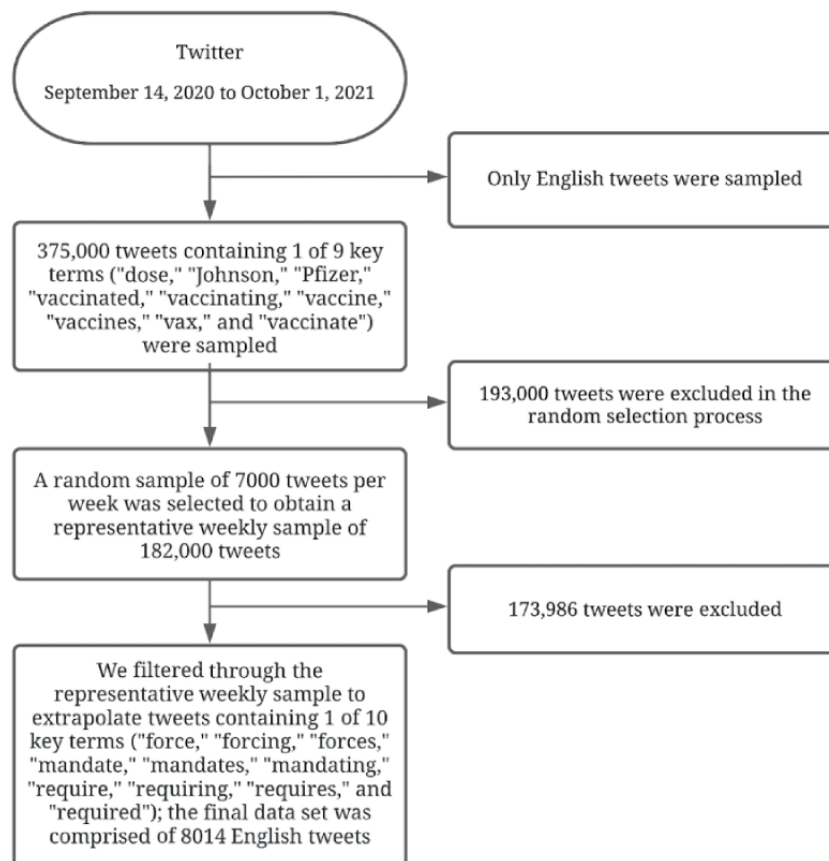 Twitter
September 14, 2020 to October 1, 2021
Only English tweets were sampled
375,000 tweets containing 1 of 9 key
terms ("dose," "Johnson," "Pfizer,"
"vaccinated," "vaccinating," "vaccine,"
"vaccines," "vax," and "vaccinate")
were sampled
193,000 tweets were excluded in the
random selection process
A random sample of 7000 tweets per
week was selected to obtain a
representative weekly sample of
182,000 tweets
173,986 tweets were excluded
We filtered through the
representative weekly sample to
extrapolate tweets containing 1 of 10
key terms ("force," "forcing," "forces,"
"mandate," "mandates," "mandating,"
"require," "requiring," "requires," and
"required"); the final data set was
comprised of 8014 English tweets